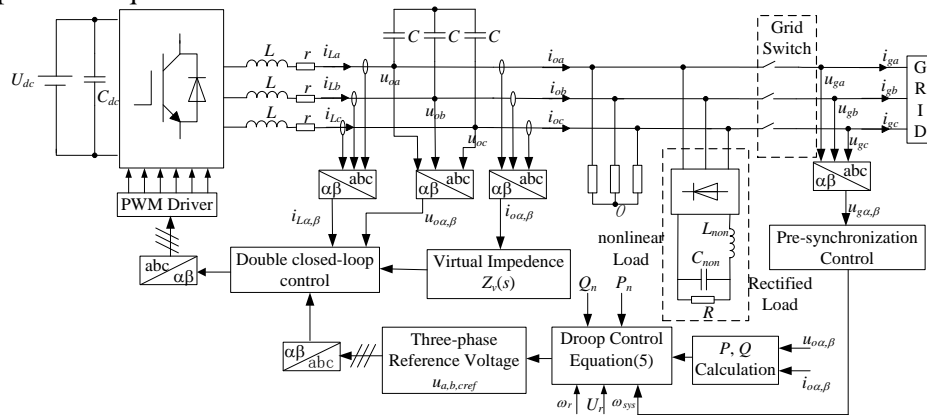 U_dc
C_dc
PWM Driver
L
r
i_La
L
r
i_Lb
L
r
i_Lc
C
C
C
u_oa
u_ob
u_oc
i_oa
i_ob
i_oc
Grid
Switch
u_ga
u_gb
u_gc
i_ga
i_gb
i_gc
G
R
I
D
abc
αβ
abc
αβ
abc
αβ
abc
αβ
i_Lα,β
u_oα,β
i_oα,β
u_gα,β
O
nonlinear
Load
L_non
C_non
R
Rectified
Load
Pre-synchronization
Control
abc
αβ
Double closed-loop
control
Virtual Impedence
Z_v(s)
Q_n
P_n
αβ
abc
Three-phase
Reference Voltage
u_a,b,cref
Droop Control
Equation(5)
P, Q
Calculation
u_oα,β
i_oα,β
ω_r
U_r
ω_sys